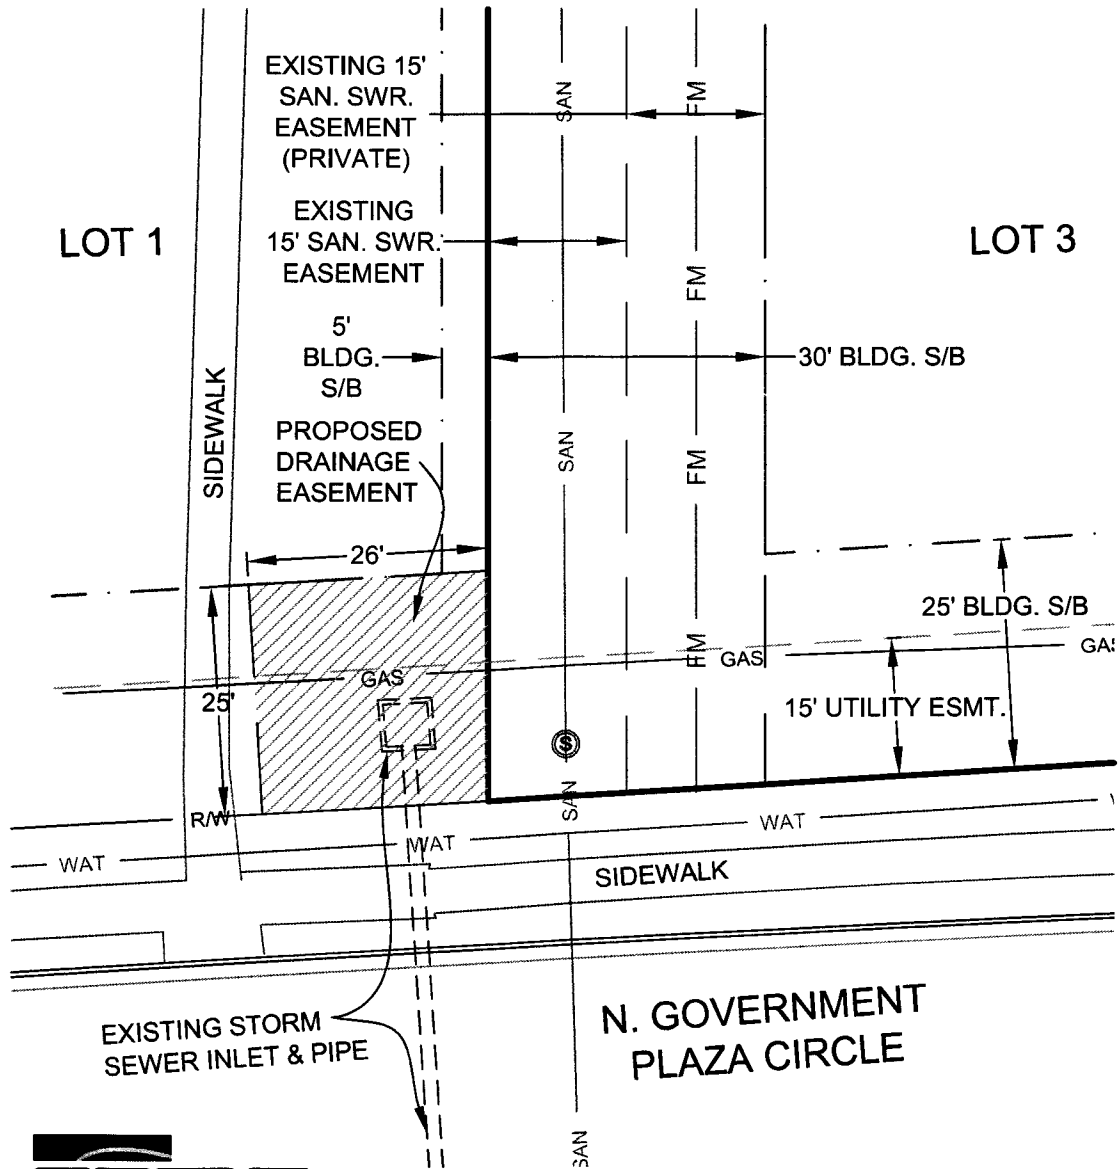 EXISTING 15'
SAN. SWR.
EASEMENT
(PRIVATE)
SAN
FM
EXISTING
15' SAN. SWR.
EASEMENT
LOT 1
LOT 3
FM
5'
BLDG.
S/B
30' BLDG. S/B
SIDEWALK
PROPOSED
DRAINAGE
EASEMENT
SAN
FM
26'
25' BLDG. S/B
FM
GAS
GAS
GAS
25'
15' UTILITY ESMT.
S
SAN
R/W
WAT
WAT
WAT
SIDEWALK
N. GOVERNMENT
PLAZA CIRCLE
EXISTING STORM
SEWER INLET & PIPE
SAN